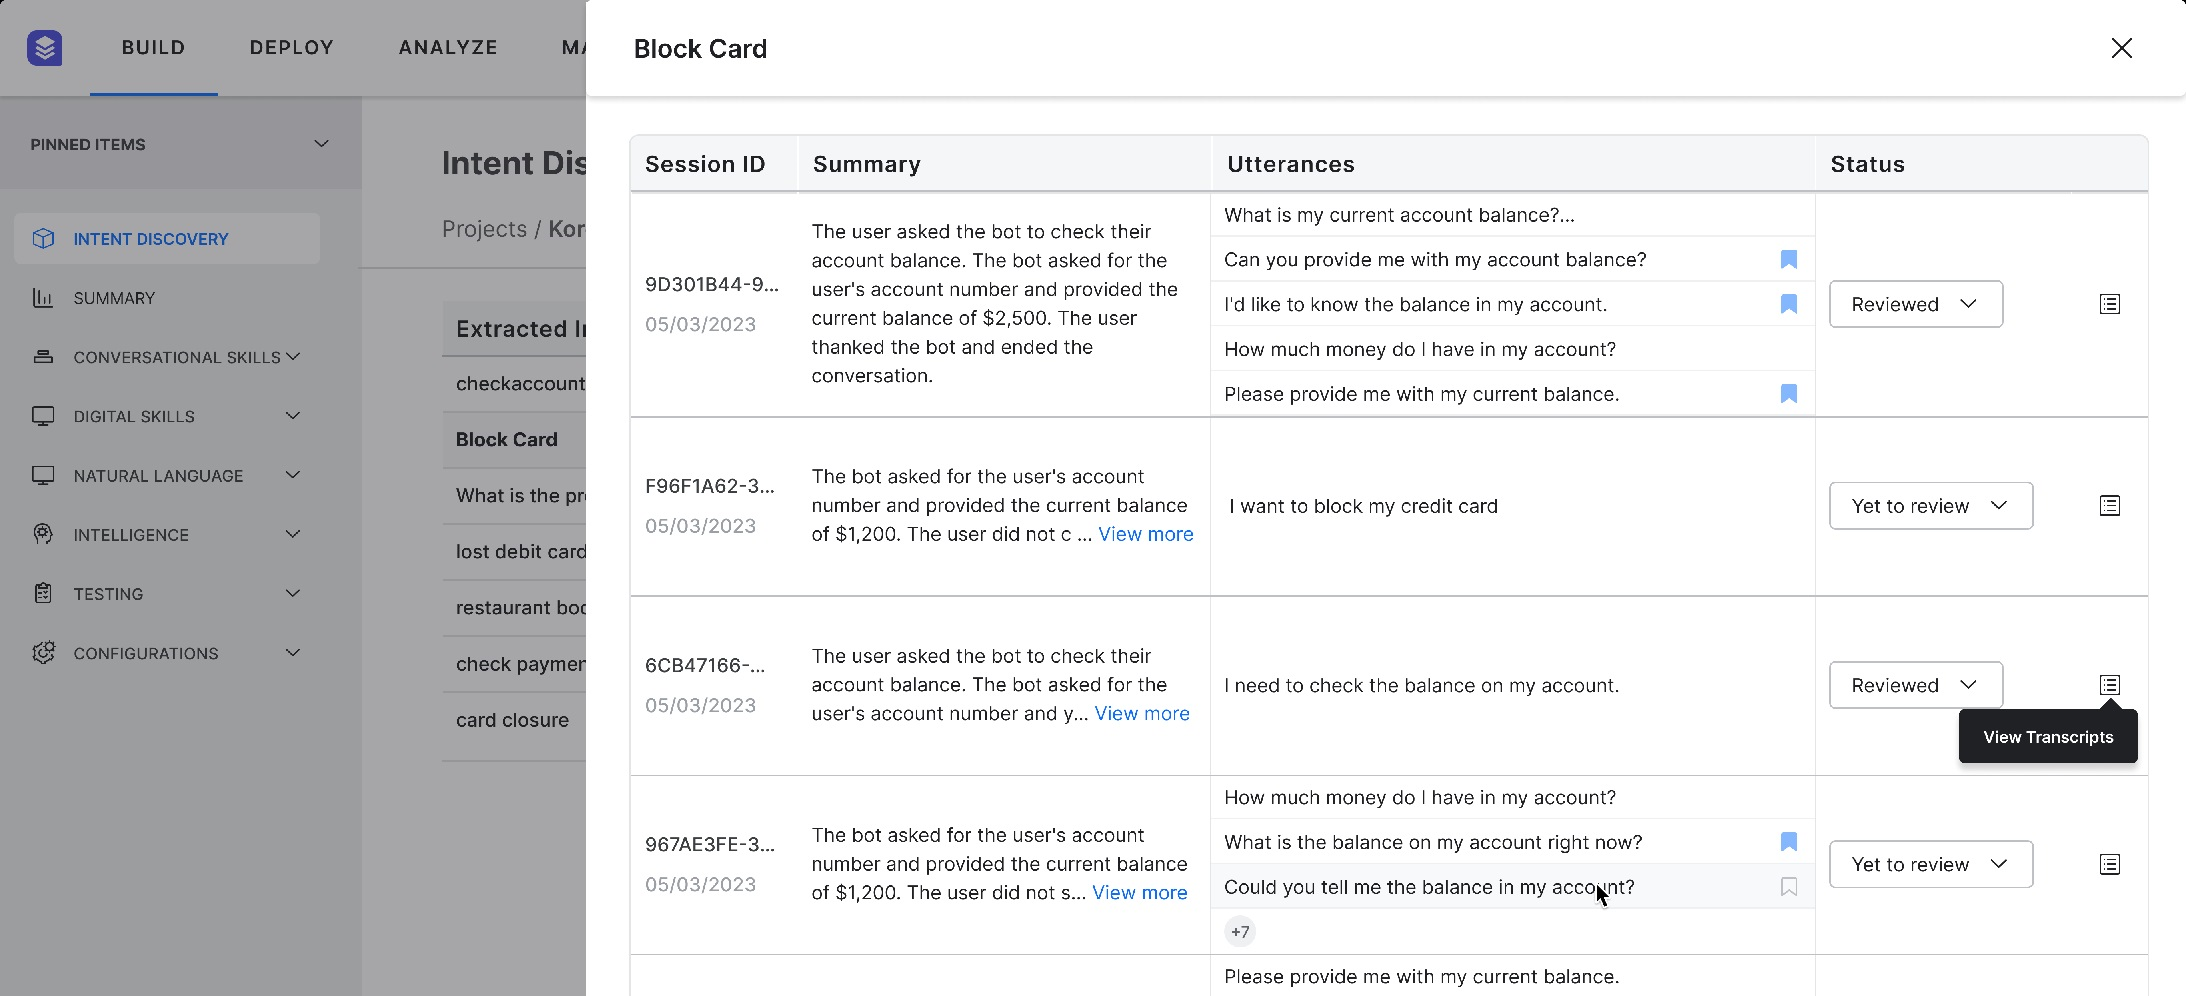 BUILD
DEPLOY
ANALYZE
PINNED ITEMS
INTENT DISCOVERY
SUMMARY
CONVERSATIONAL SKILLS
DIGITAL SKILLS
NATURAL LANGUAGE
INTELLIGENCE
TESTING
CONFIGURATIONS
Intent Dis
Projects / Kor
Extracted I
checkaccount
Block Card
What is the pr
lost debit card
restaurant boo
check paymen
card closure
Block Card
Session ID
Summary
Utterances
Status
9D301B44-9...
05/03/2023
The user asked the bot to check their
account balance. The bot asked for the
user's account number and provided the
current balance of $2,500. The user
thanked the bot and ended the
conversation.
What is my current account balance?...
Can you provide me with my account balance?
I'd like to know the balance in my account.
How much money do I have in my account?
Please provide me with my current balance.
Reviewed
F96F1A62-3...
05/03/2023
The bot asked for the user's account
number and provided the current balance
of $1,200. The user did not c ... View more
I want to block my credit card
Yet to review
6CB47166-...
05/03/2023
The user asked the bot to check their
account balance. The bot asked for the
user's account number and y... View more
I need to check the balance on my account.
Reviewed
View Transcripts
967AE3FE-3...
05/03/2023
The bot asked for the user's account
number and provided the current balance
of $1,200. The user did not s... View more
How much money do I have in my account?
What is the balance on my account right now?
Could you tell me the balance in my account?
+7
Yet to review
Please provide me with my current balance.